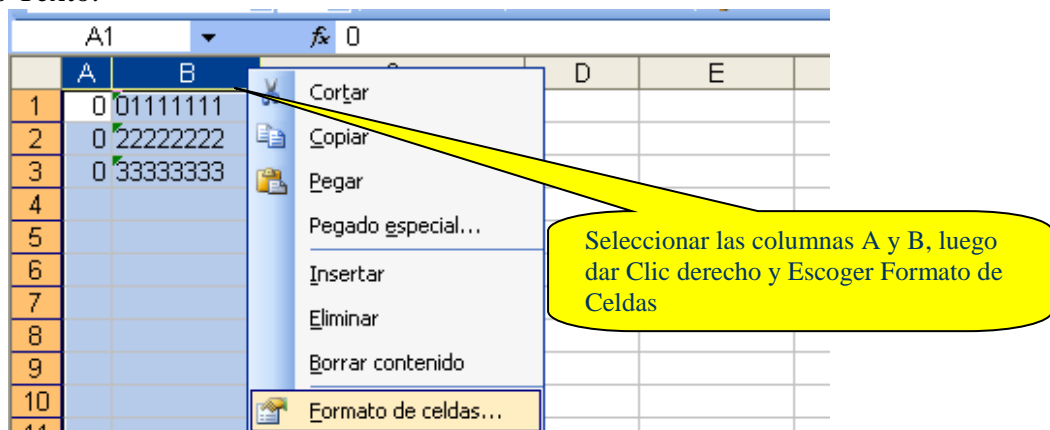 Texto.
A1 fx 0
A B D E
1 0 01111111
2 0 22222222
3 0 33333333
4
5
6
7
8
9
10
Cortar
Copiar
Pegar
Pegado especial...
Insertar
Eliminar
Borrar contenido
Formato de celdas...
Seleccionar las columnas A y B, luego
dar Clic derecho y Escoger Formato de
Celdas